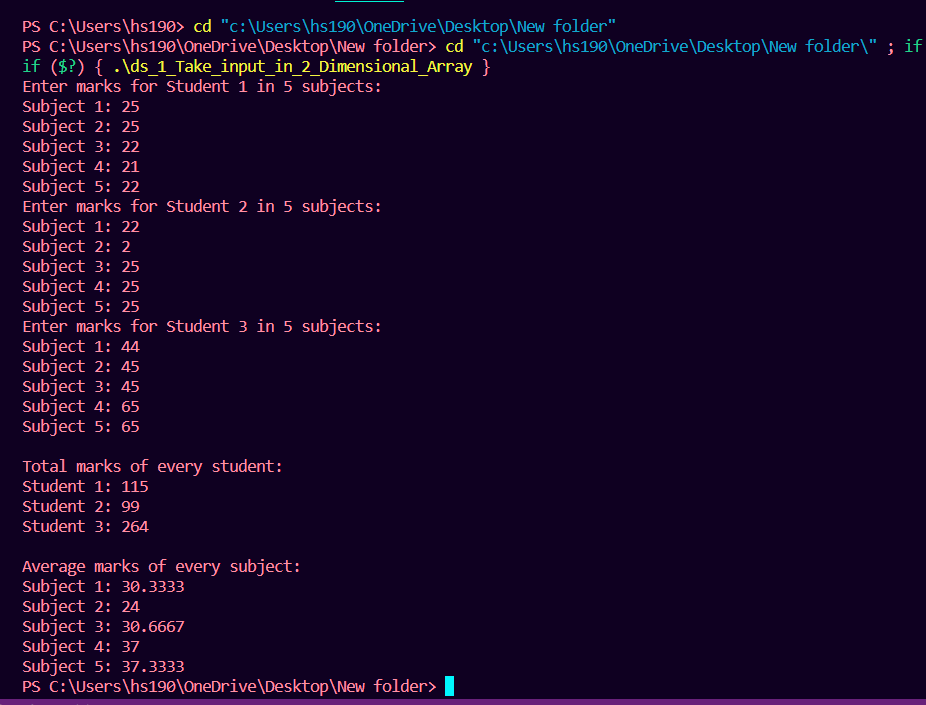 PS C:\Users\hs190> cd "c:\Users\hs190\OneDrive\Desktop\New folder"
PS C:\Users\hs190\OneDrive\Desktop\New folder> cd "c:\Users\hs190\OneDrive\Desktop\New folder\" ; if
if ($?) { .\ds_1_Take_input_in_2_Dimensional_Array }
Enter marks for Student 1 in 5 subjects:
Subject 1: 25
Subject 2: 25
Subject 3: 22
Subject 4: 21
Subject 5: 22
Enter marks for Student 2 in 5 subjects:
Subject 1: 22
Subject 2: 2
Subject 3: 25
Subject 4: 25
Subject 5: 25
Enter marks for Student 3 in 5 subjects:
Subject 1: 44
Subject 2: 45
Subject 3: 45
Subject 4: 65
Subject 5: 65

Total marks of every student:
Student 1: 115
Student 2: 99
Student 3: 264

Average marks of every subject:
Subject 1: 30.3333
Subject 2: 24
Subject 3: 30.6667
Subject 4: 37
Subject 5: 37.3333
PS C:\Users\hs190\OneDrive\Desktop\New folder>